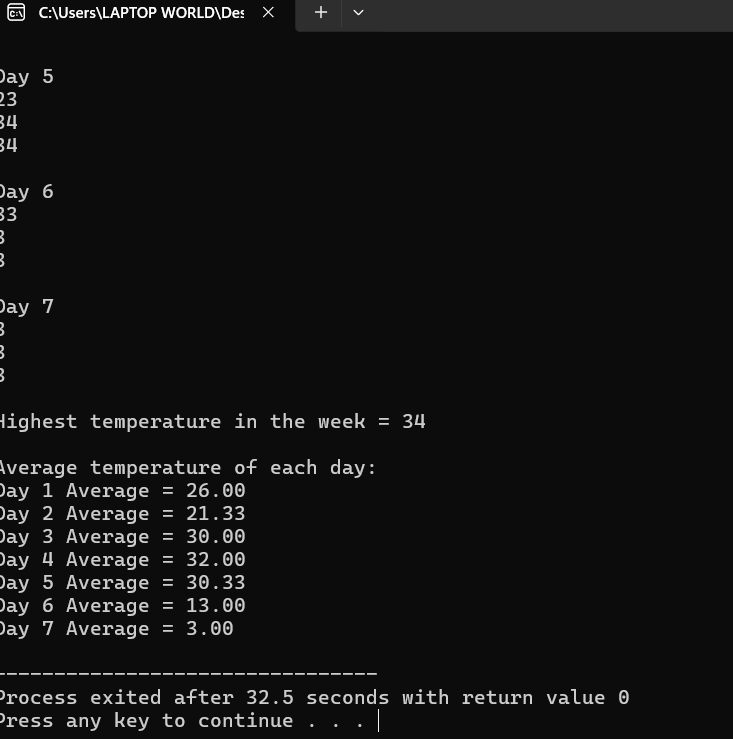 C:\Users\LAPTOP WORLD\Des
Day 5
23
34
34
Day 6
33
3
3
Day 7
3
3
3
Highest temperature in the week = 34
Average temperature of each day:
Day 1 Average = 26.00
Day 2 Average = 21.33
Day 3 Average = 30.00
Day 4 Average = 32.00
Day 5 Average = 30.33
Day 6 Average = 13.00
Day 7 Average = 3.00
--------------------------------
Process exited after 32.5 seconds with return value 0
Press any key to continue . . .